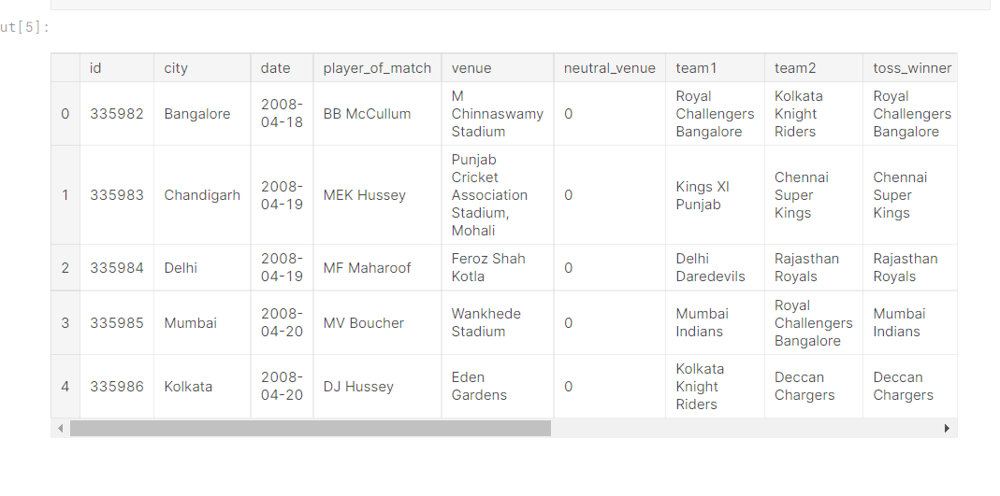 ut[5]:
id city date player_of_match venue neutral_venue team1 team2 toss_winner
0 335982 Bangalore 2008-04-18 BB McCullum M Chinnaswamy Stadium 0 Royal Challengers Bangalore Kolkata Knight Riders Royal Challengers Bangalore
1 335983 Chandigarh 2008-04-19 MEK Hussey Punjab Cricket Association Stadium, Mohali 0 Kings XI Punjab Chennai Super Kings Chennai Super Kings
2 335984 Delhi 2008-04-19 MF Maharoof Feroz Shah Kotla 0 Delhi Daredevils Rajasthan Royals Rajasthan Royals
3 335985 Mumbai 2008-04-20 MV Boucher Wankhede Stadium 0 Mumbai Indians Royal Challengers Bangalore Mumbai Indians
4 335986 Kolkata 2008-04-20 DJ Hussey Eden Gardens 0 Kolkata Knight Riders Deccan Chargers Deccan Chargers